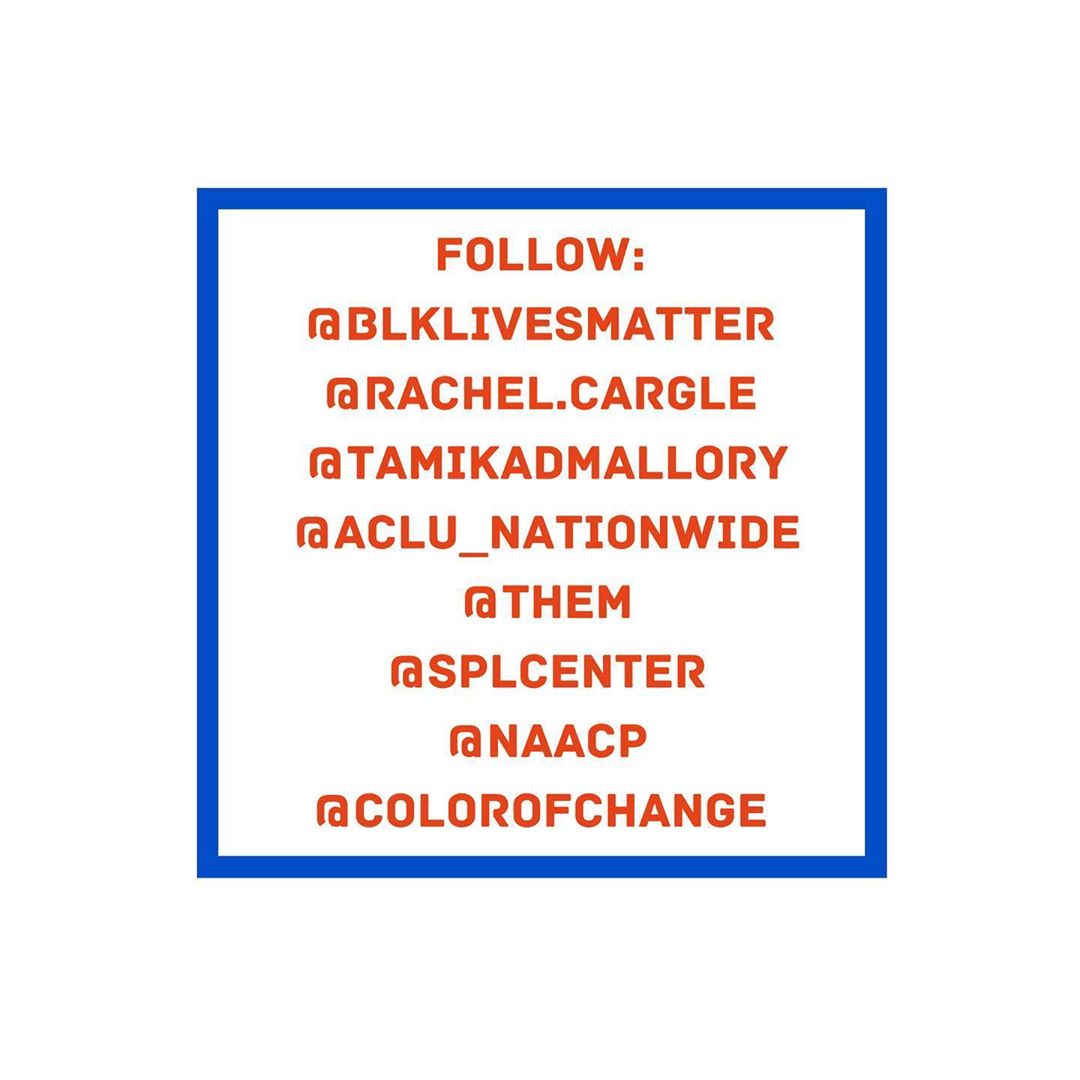 FOLLOW:
@BLKLIVESMATTER
@RACHEL.CARGLE
@TAMIKADMALLORY
@ACLU_NATIONWIDE
@THEM
@SPLCENTER
@NAACP
@COLOROFCHANGE